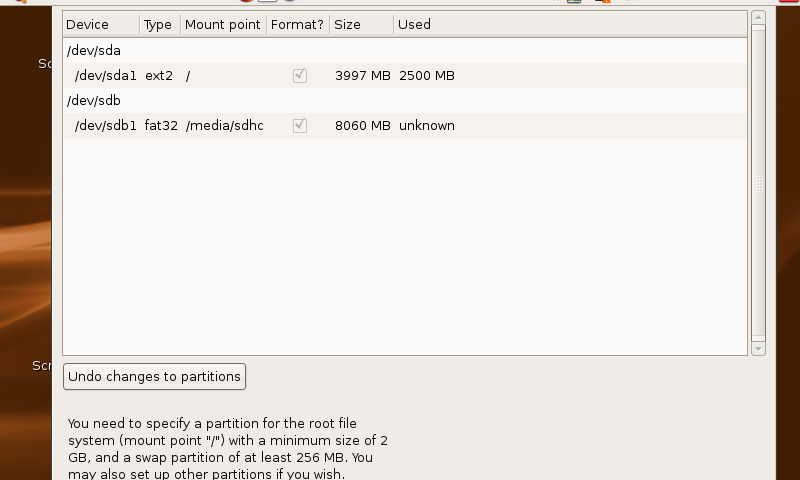 Device Type Mount point Format? Size Used
/dev/sda
/dev/sda1 ext2 / 3997 MB 2500 MB
/dev/sdb
/dev/sdb1 fat32 /media/sdhc 8060 MB unknown
Undo changes to partitions
You need to specify a partition for the root file
system (mount point "/") with a minimum size of 2
GB, and a swap partition of at least 256 MB. You
may also set up other partitions if you wish.